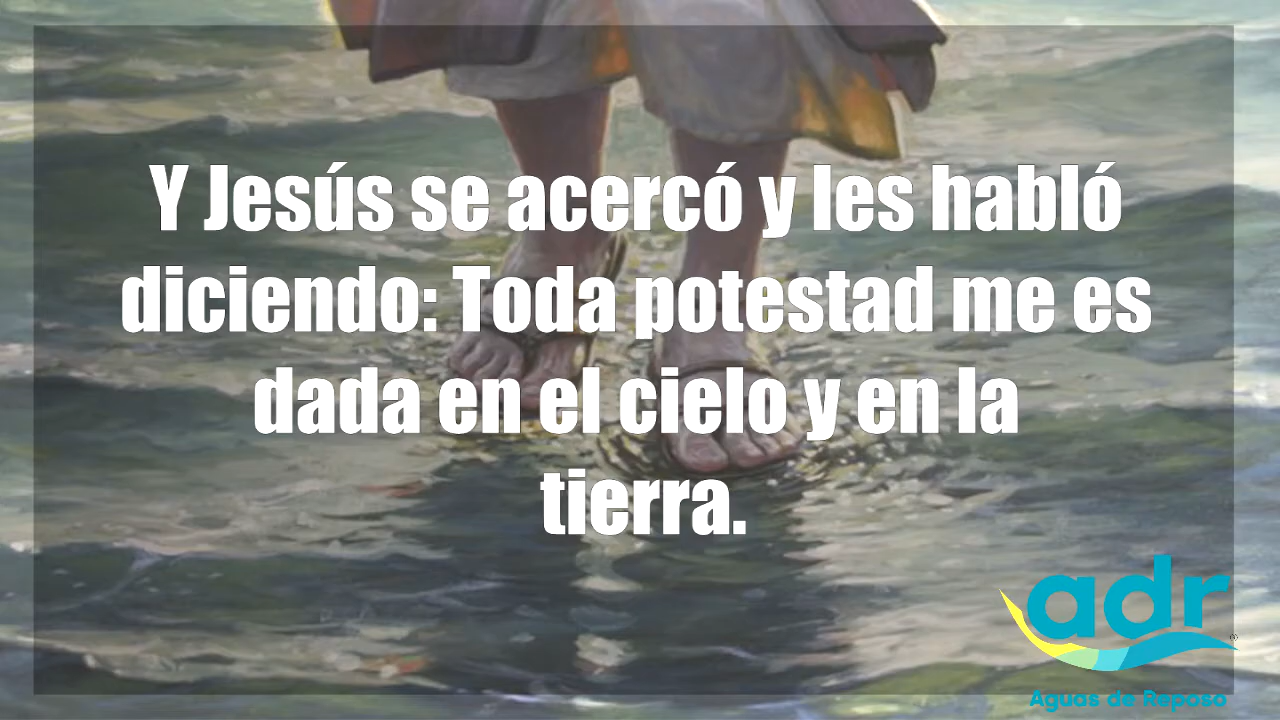 Y Jesús se acercó y les habló
diciendo: Toda potestad me es
dada en el cielo y en la
tierra.
adr
®
Aguas de Reposo